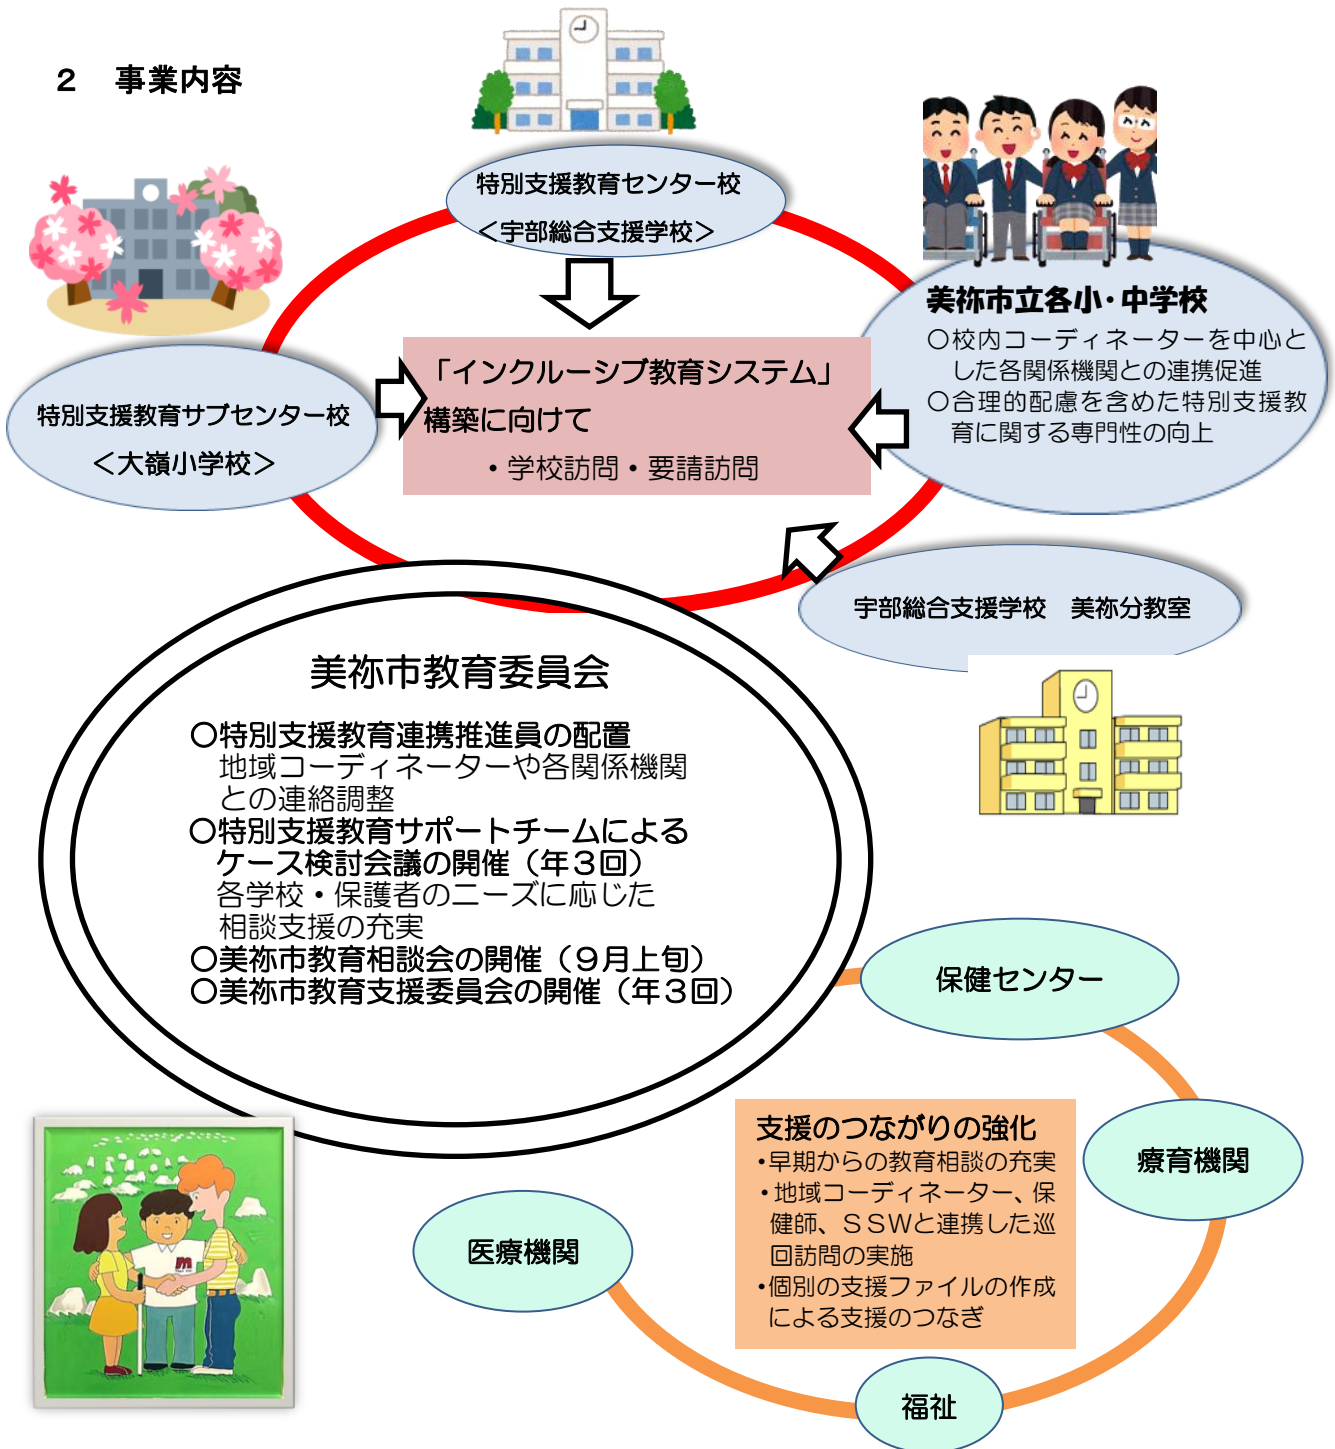 ２　事業内容
特別支援教育センター校
＜宇部総合支援学校＞
美祢市立各小・中学校
○校内コーディネーターを中心と
した各関係機関との連携促進
○合理的配慮を含めた特別支援教
育に関する専門性の向上
「インクルーシブ教育システム」
構築に向けて
・学校訪問・要請訪問
特別支援教育サブセンター校
＜大嶺小学校＞
宇部総合支援学校　美祢分教室
美祢市教育委員会
○特別支援教育連携推進員の配置
地域コーディネーターや各関係機関
との連絡調整
○特別支援教育サポートチームによる
ケース検討会議の開催（年３回）
各学校・保護者のニーズに応じた
相談支援の充実
○美祢市教育相談会の開催（９月上旬）
○美祢市教育支援委員会の開催（年３回）
保健センター
療育機関
支援のつながりの強化
・早期からの教育相談の充実
・地域コーディネーター、保
健師、ＳＳＷと連携した巡
回訪問の実施
・個別の支援ファイルの作成
による支援のつなぎ
医療機関
福祉